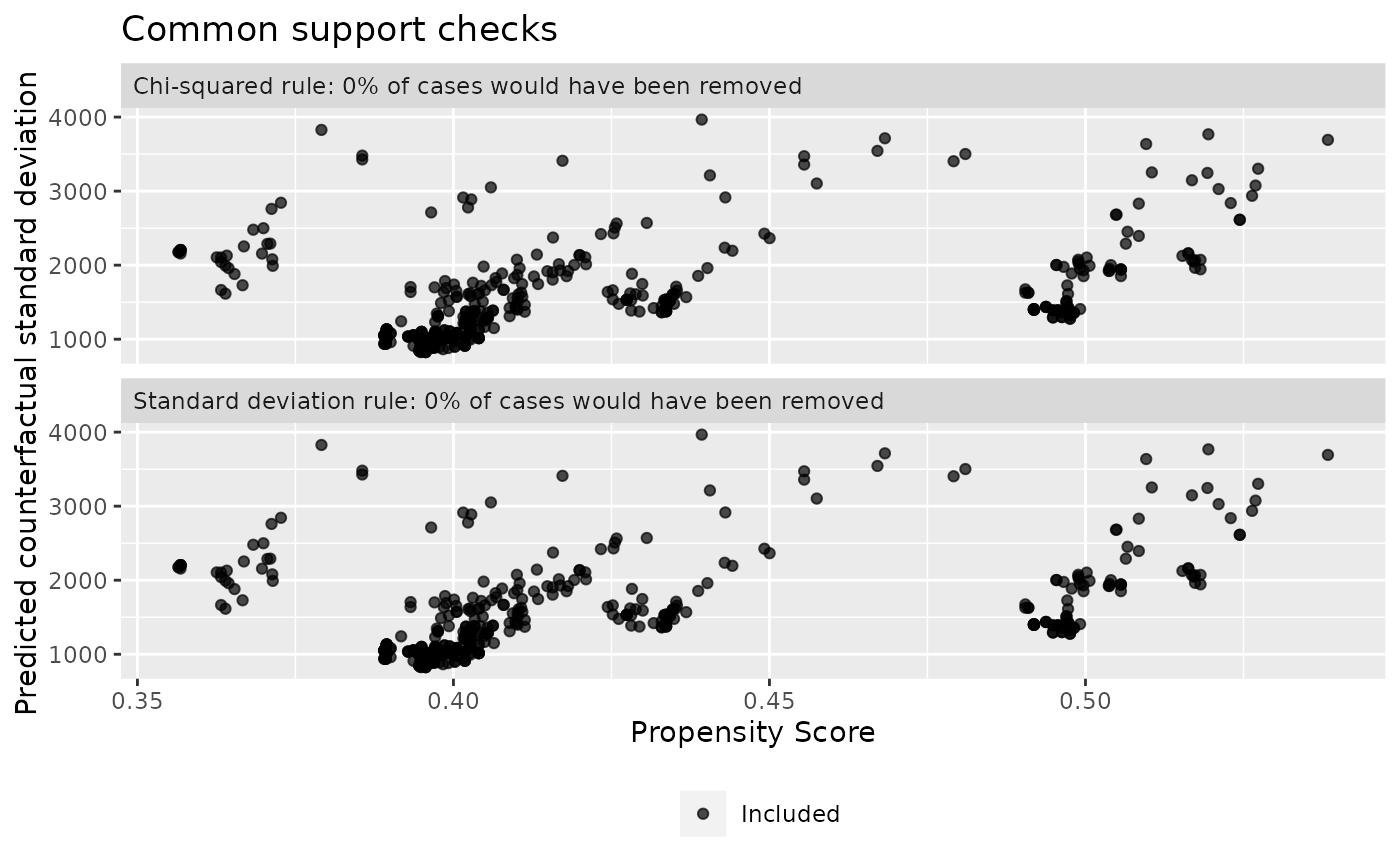 Common support checks
Chi-squared rule: 0% of cases would have been removed
4000
3000
2000
1000
Standard deviation rule: 0% of cases would have been removed
4000
3000
2000
1000
Predicted counterfactual standard deviation
0.35 0.40 0.45 0.50
Propensity Score
Included